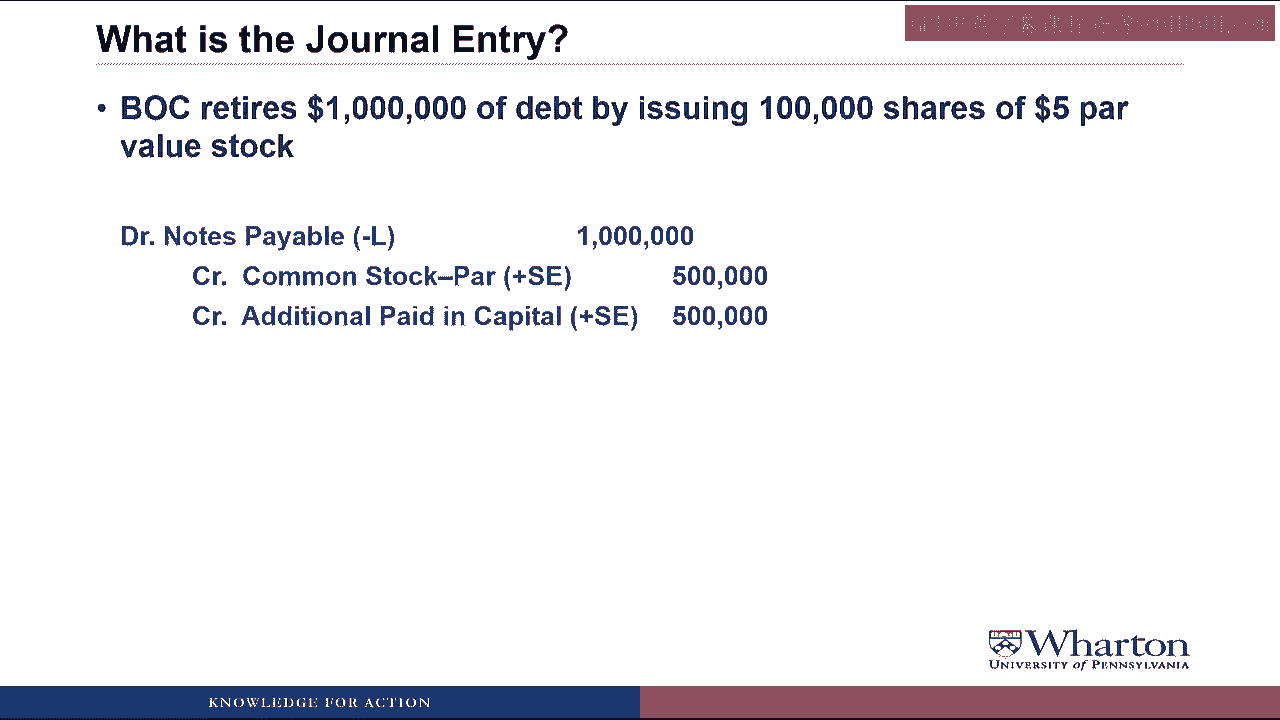 What is the Journal Entry?
• BOC retires $1,000,000 of debt by issuing 100,000 shares of $5 par
value stock
Dr. Notes Payable (-L) 1,000,000
Cr. Common Stock–Par (+SE) 500,000
Cr. Additional Paid in Capital (+SE) 500,000
Wharton
UNIVERSITY of PENNSYLVANIA
KNOWLEDGE FOR ACTION